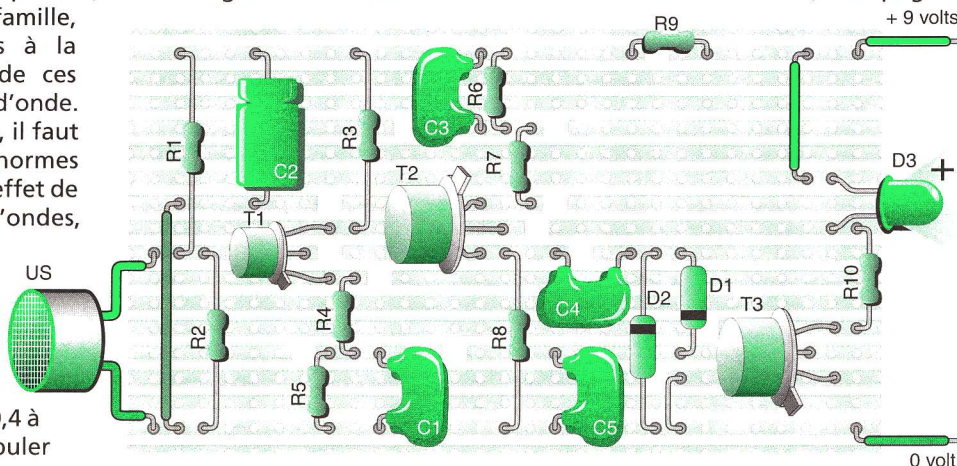 famille,
s à la
de ces
d'onde.
, il faut
normes
effet de
l'ondes,
US
0,4 à
ouler
R1
C2
R3
C3
R6
R7
R9
+ 9 volts
D3
+
T1
T2
R2
R4
R5
C1
R8
C4
C5
D2
D1
T3
R10
0 volt